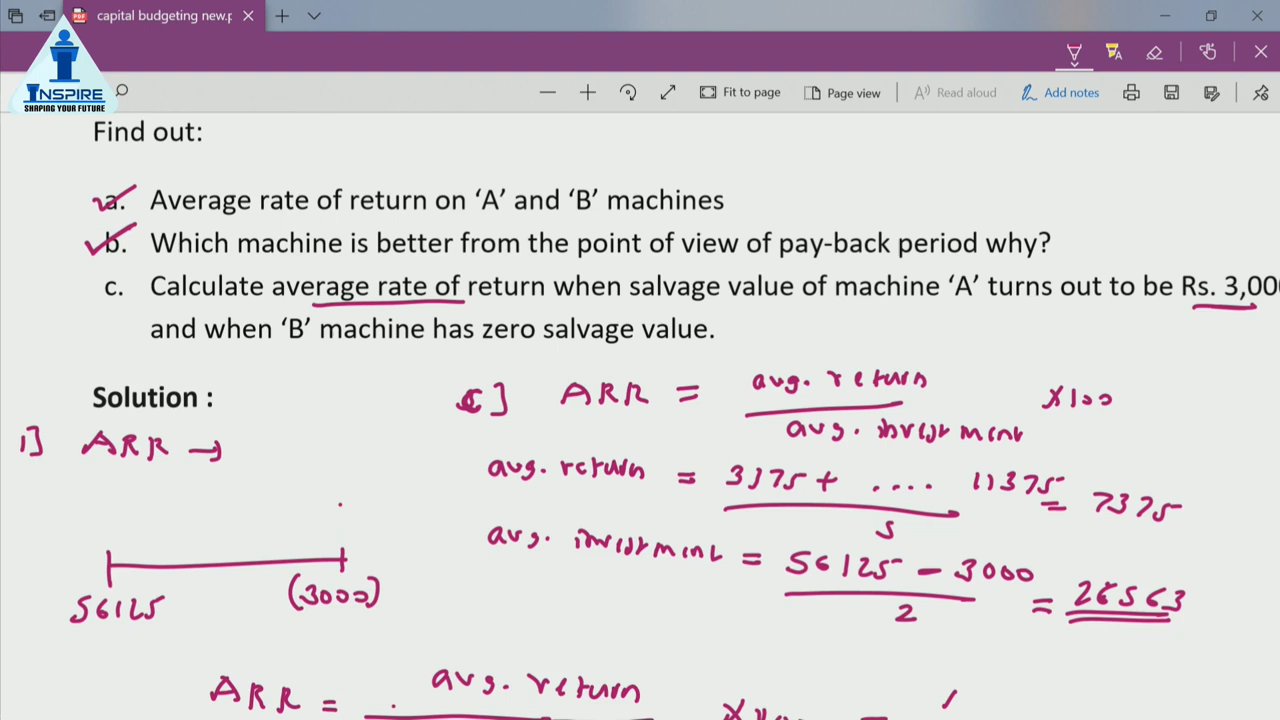 capital budgeting new.p
INSPIRE
SHAPING YOUR FUTURE
Fit to page
Page view
Read aloud
Add notes
Find out:
a. Average rate of return on ‘A’ and ‘B’ machines
b. Which machine is better from the point of view of pay-back period why?
c. Calculate average rate of return when salvage value of machine ‘A’ turns out to be Rs. 3,000
and when ‘B’ machine has zero salvage value.
Solution :
c] ARR = avg. return
avg. investment
×100
1] ARR →
avg. return = 3375 + .... 11375
5
= 7375
avg. investment = 56125 - 3000
2
= 26563
56125 (3000)
ARR = avg. return